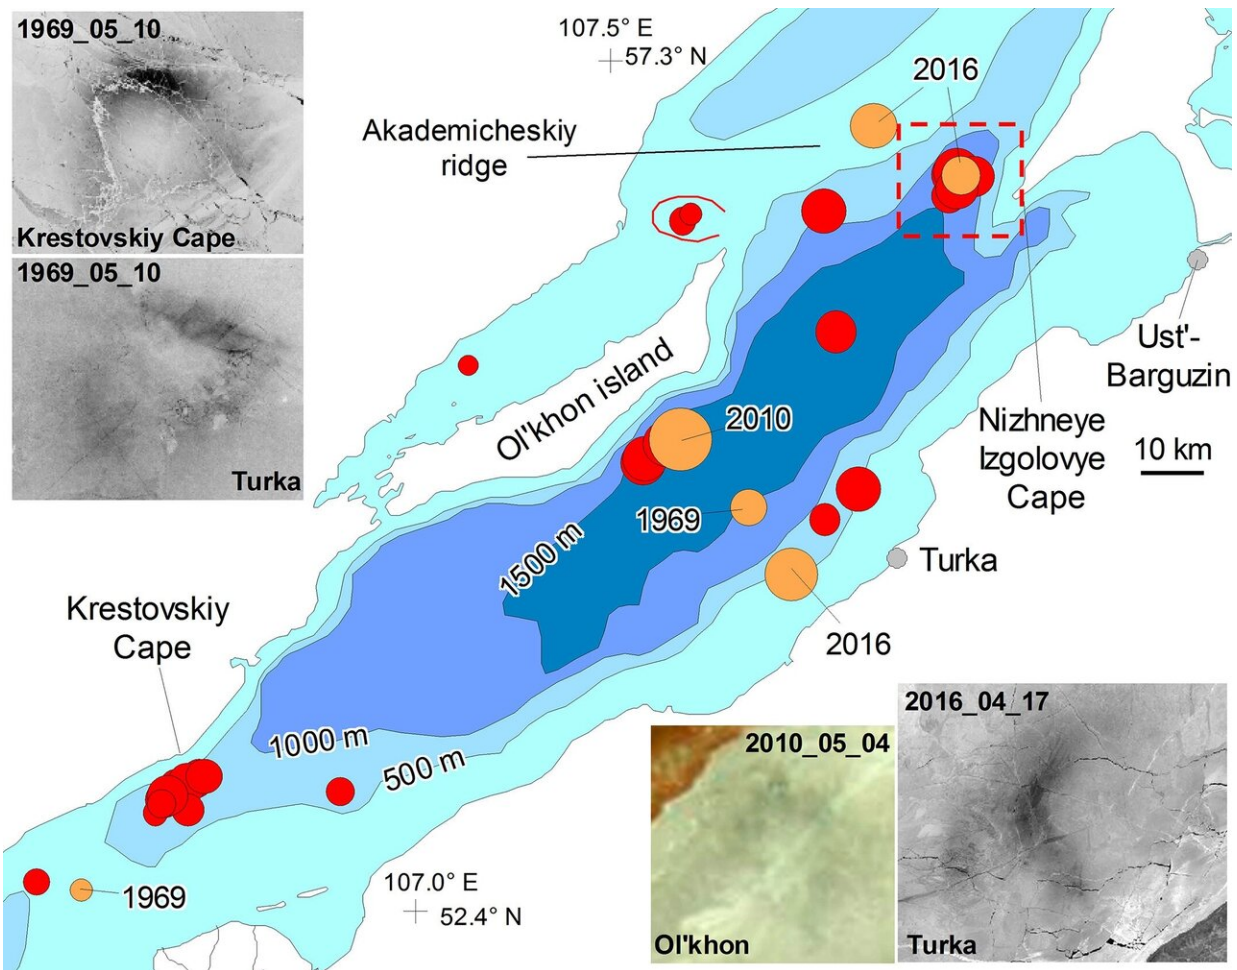 1969_05_10
Krestovskiy Cape
1969_05_10
Turka
107.5° E
57.3° N
2016
Akademicheskiy
ridge
Ust'-
Barguzin
Ol'khon island
2010
Nizhneye
Izgolovye
Cape
10 km
1969
1500 m
Turka
Krestovskiy
Cape
2016
1000 m
500 m
107.0° E
52.4° N
1969
2010_05_04
Ol'khon
2016_04_17
Turka